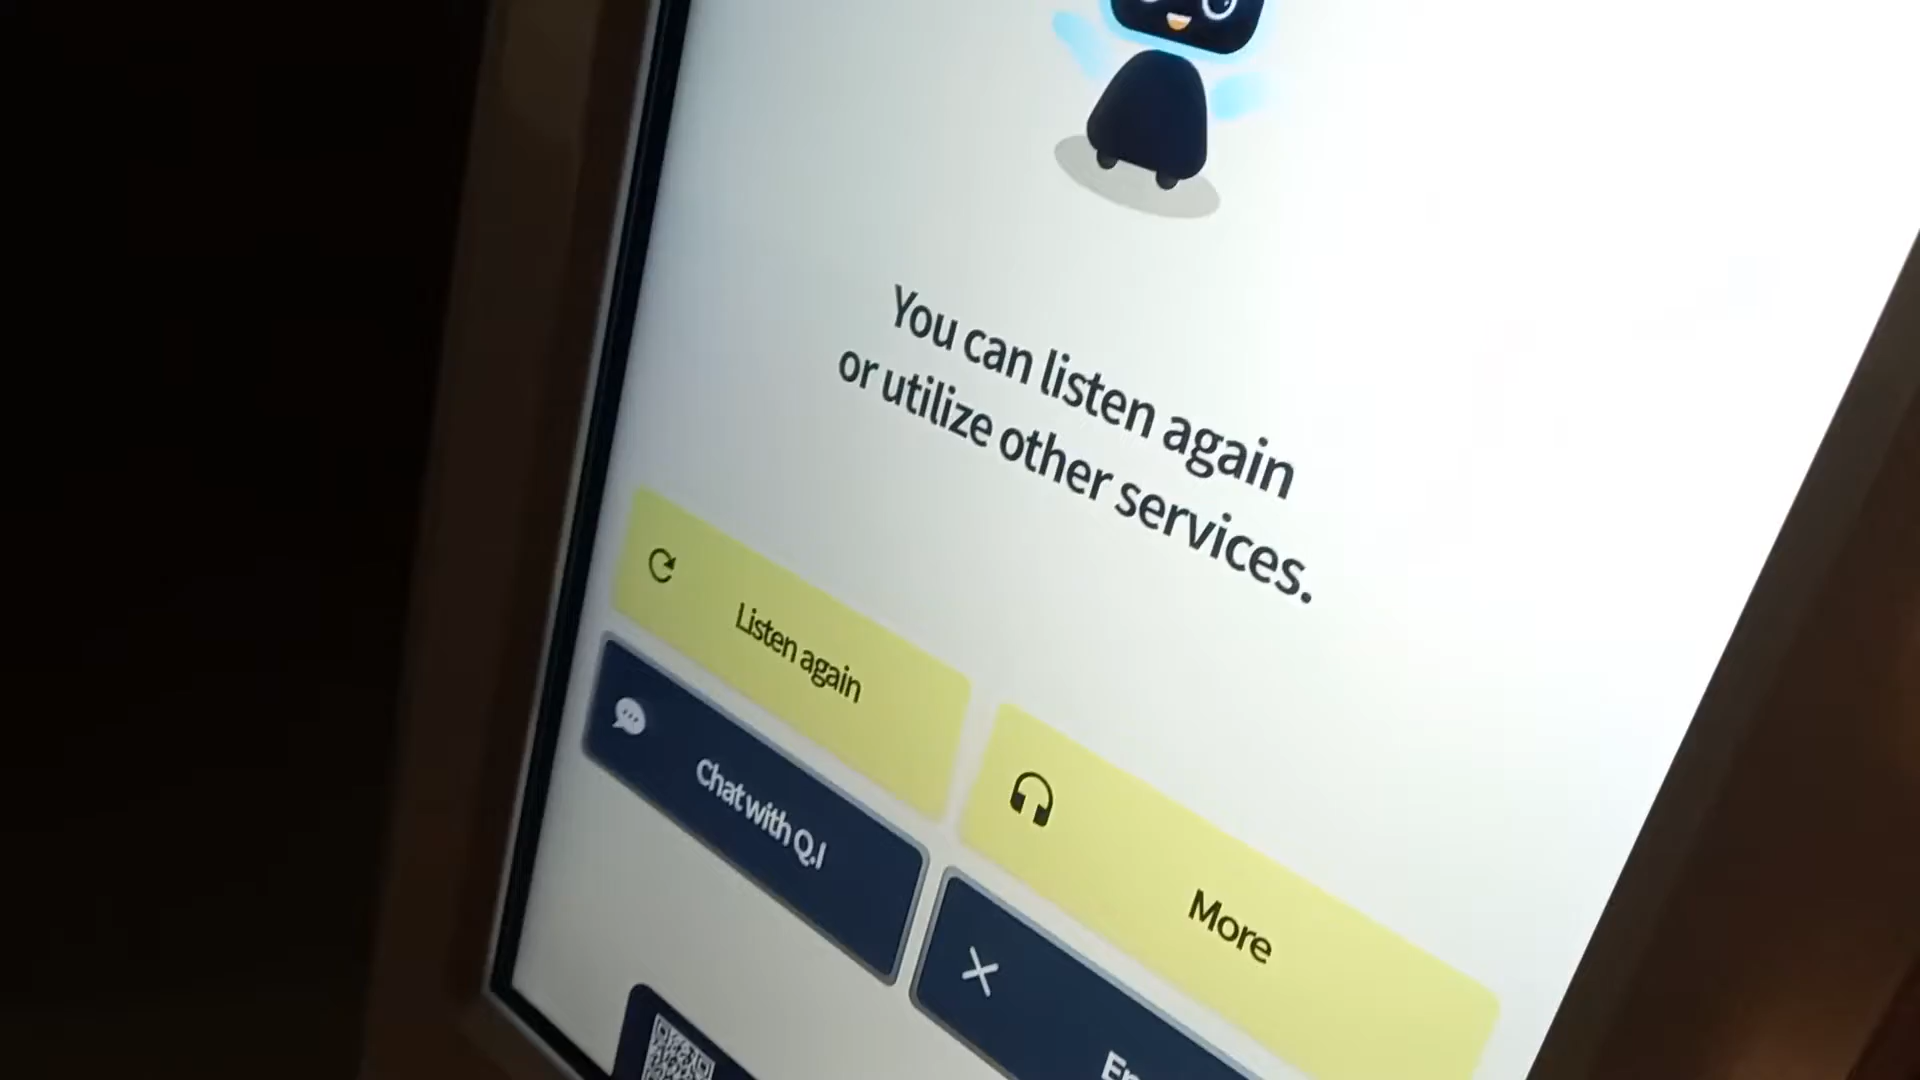 You can listen again
or utilize other services.
Listen again
More
Chat with Q.I